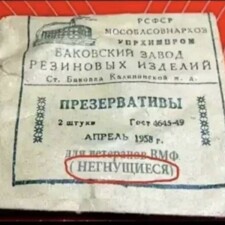 РСФСР
МОСОБЛСОВНАРХОЗ
УПРХИМПРОМ
БАКОВСКИЙ ЗАВОД
РЕЗИНОВЫХ ИЗДЕЛИЙ
Ст. Баковка Калининской ж. д.
ПРЕЗЕРВАТИВЫ
2 штуки Гост 4645-49
АПРЕЛЬ 1958 г.
для ветеранов ВМФ
(НЕГНУЩИЕСЯ)